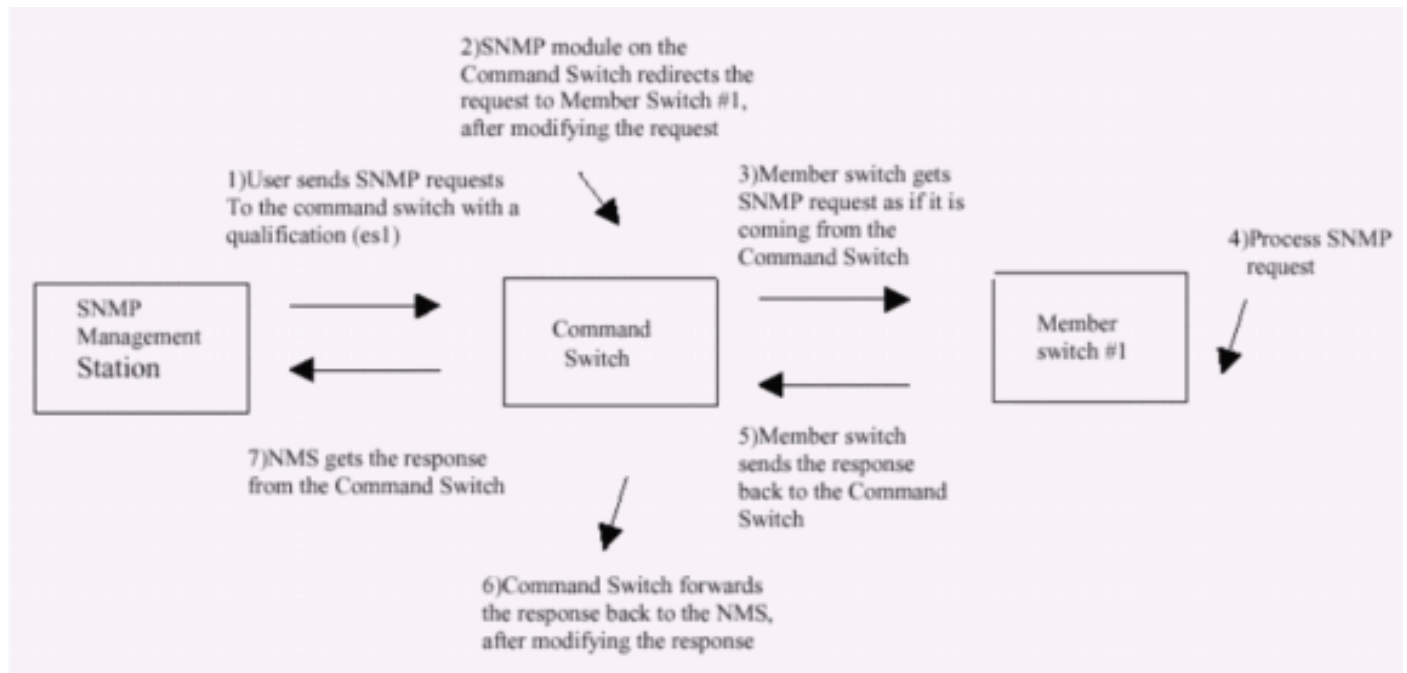 2)SNMP module on the
Command Switch redirects the
request to Member Switch #1,
after modifying the request
1)User sends SNMP requests
To the command switch with a
qualification (es1)
3)Member switch gets
SNMP request as if it is
coming from the
Command Switch
4)Process SNMP
request
SNMP
Management
Station
Command
Switch
Member
switch #1
7)NMS gets the response
from the Command Switch
5)Member switch
sends the response
back to the Command
Switch
6)Command Switch forwards
the response back to the NMS,
after modifying the response